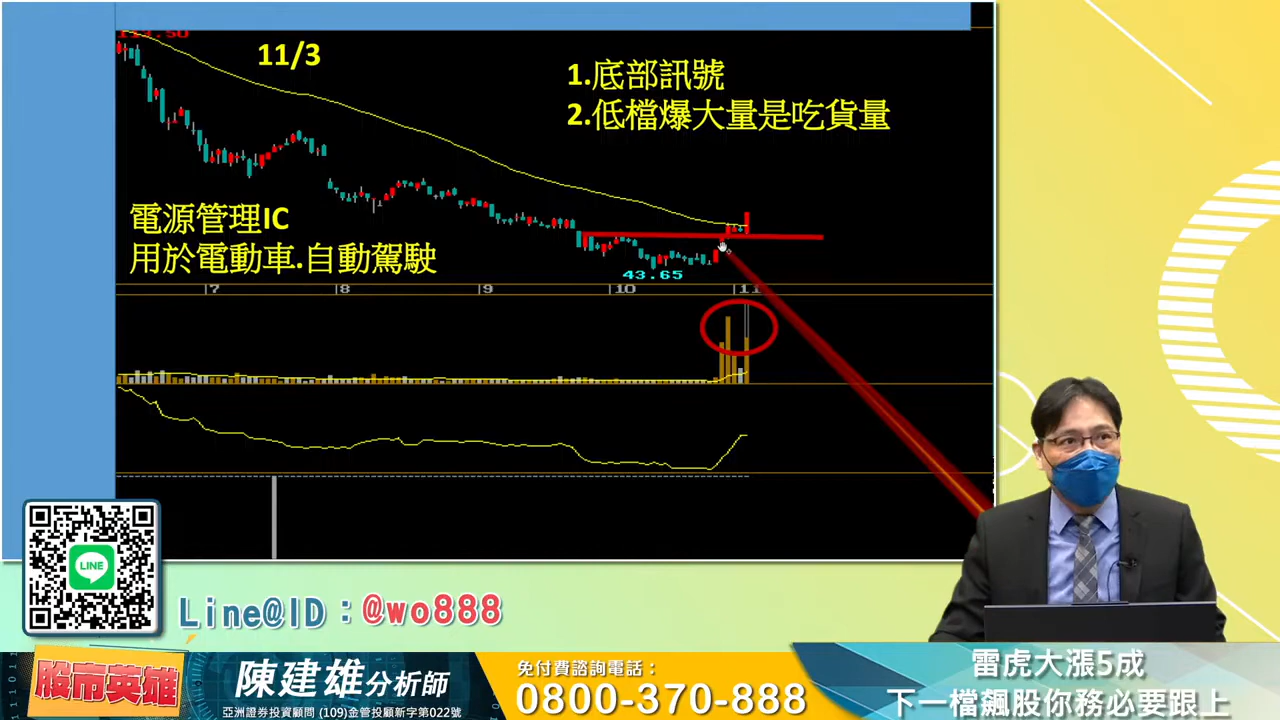 11/3
1.底部訊號
2.低檔爆大量是吃貨量
電源管理IC
用於電動車.自動駕駛
43.65
7
8
9
10
11
LINE
Line@ID：@wo888
股市英雄
陳建雄分析師
亞洲證券投資顧問 (109)金管投顧新字第022號
免付費諮詢電話：
0800-370-888
雷虎大漲5成
下一檔飆股你務必要跟上